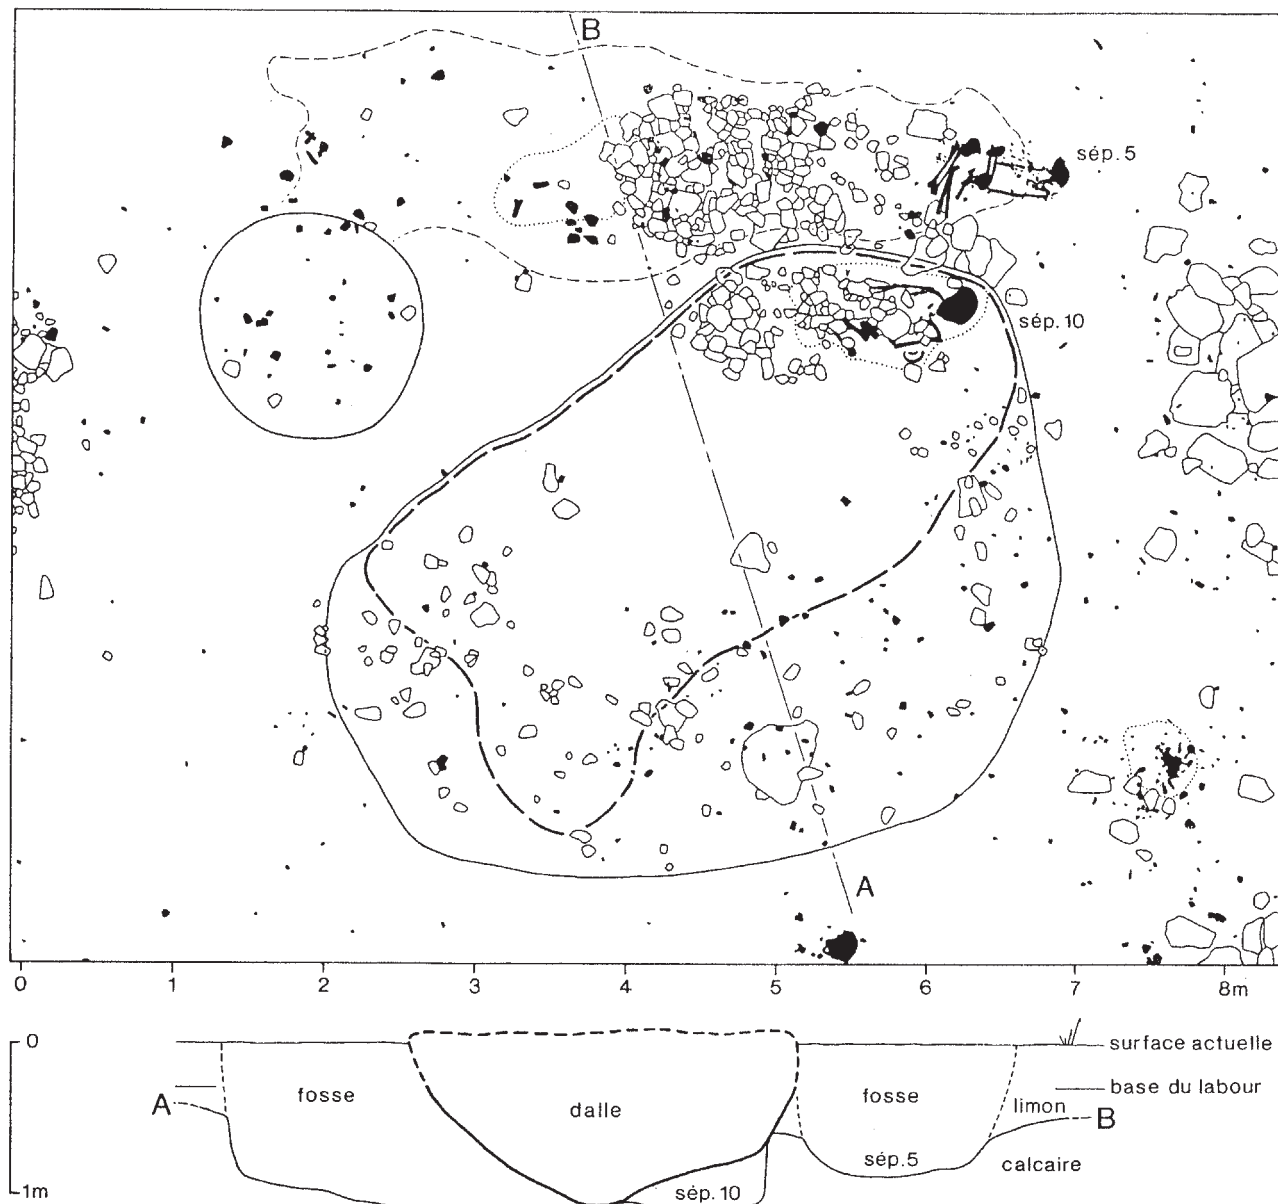 B
sép. 5
sép. 10
A
0 1 2 3 4 5 6 7 8m
0
surface actuelle
fosse dalle fosse
base du labour
A
limon
B
sép. 5
calcaire
1m
sép. 10